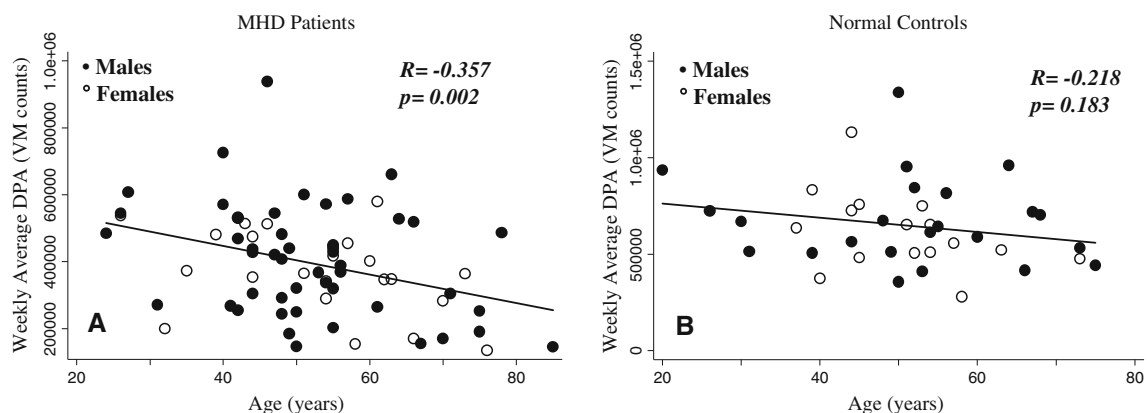 MHD Patients
Weekly Average DPA (VM counts)
1.0e+06
800000
600000
400000
200000
Males
Females
R= -0.357
p= 0.002
A
20
40
60
80
Age (years)
Normal Controls
Weekly Average DPA (VM counts)
1.5e+06
1.0e+06
500000
0
Males
Females
R= -0.218
p= 0.183
B
20
40
60
80
Age (years)